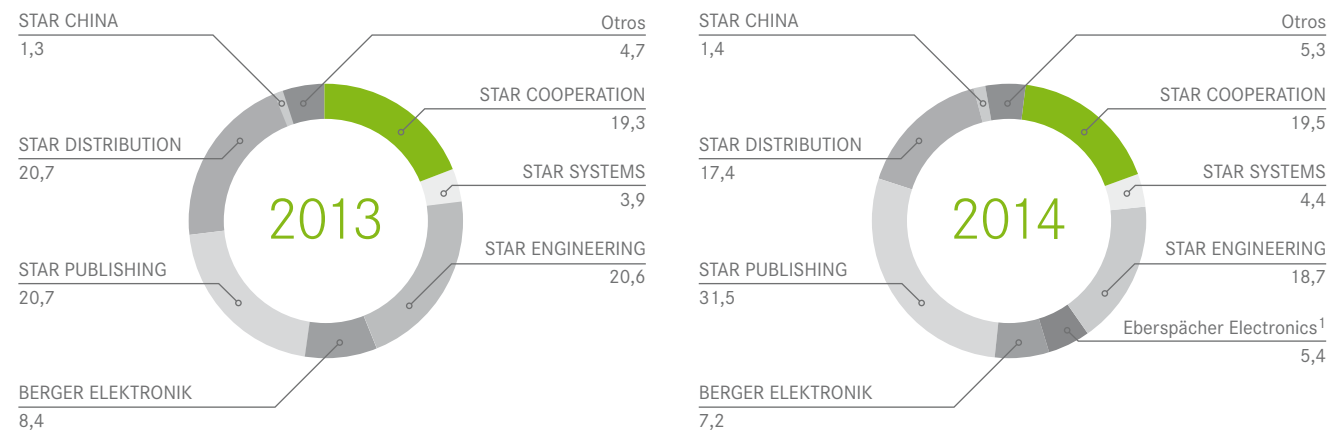 STAR CHINA
1,3
Otros
4,7
STAR COOPERATION
19,3
STAR DISTRIBUTION
20,7
STAR SYSTEMS
3,9
2013
STAR ENGINEERING
20,6
STAR PUBLISHING
20,7
BERGER ELEKTRONIK
8,4
STAR CHINA
1,4
Otros
5,3
STAR COOPERATION
19,5
STAR DISTRIBUTION
17,4
STAR SYSTEMS
4,4
2014
STAR ENGINEERING
18,7
STAR PUBLISHING
31,5
Eberspächer Electronics¹
5,4
BERGER ELEKTRONIK
7,2